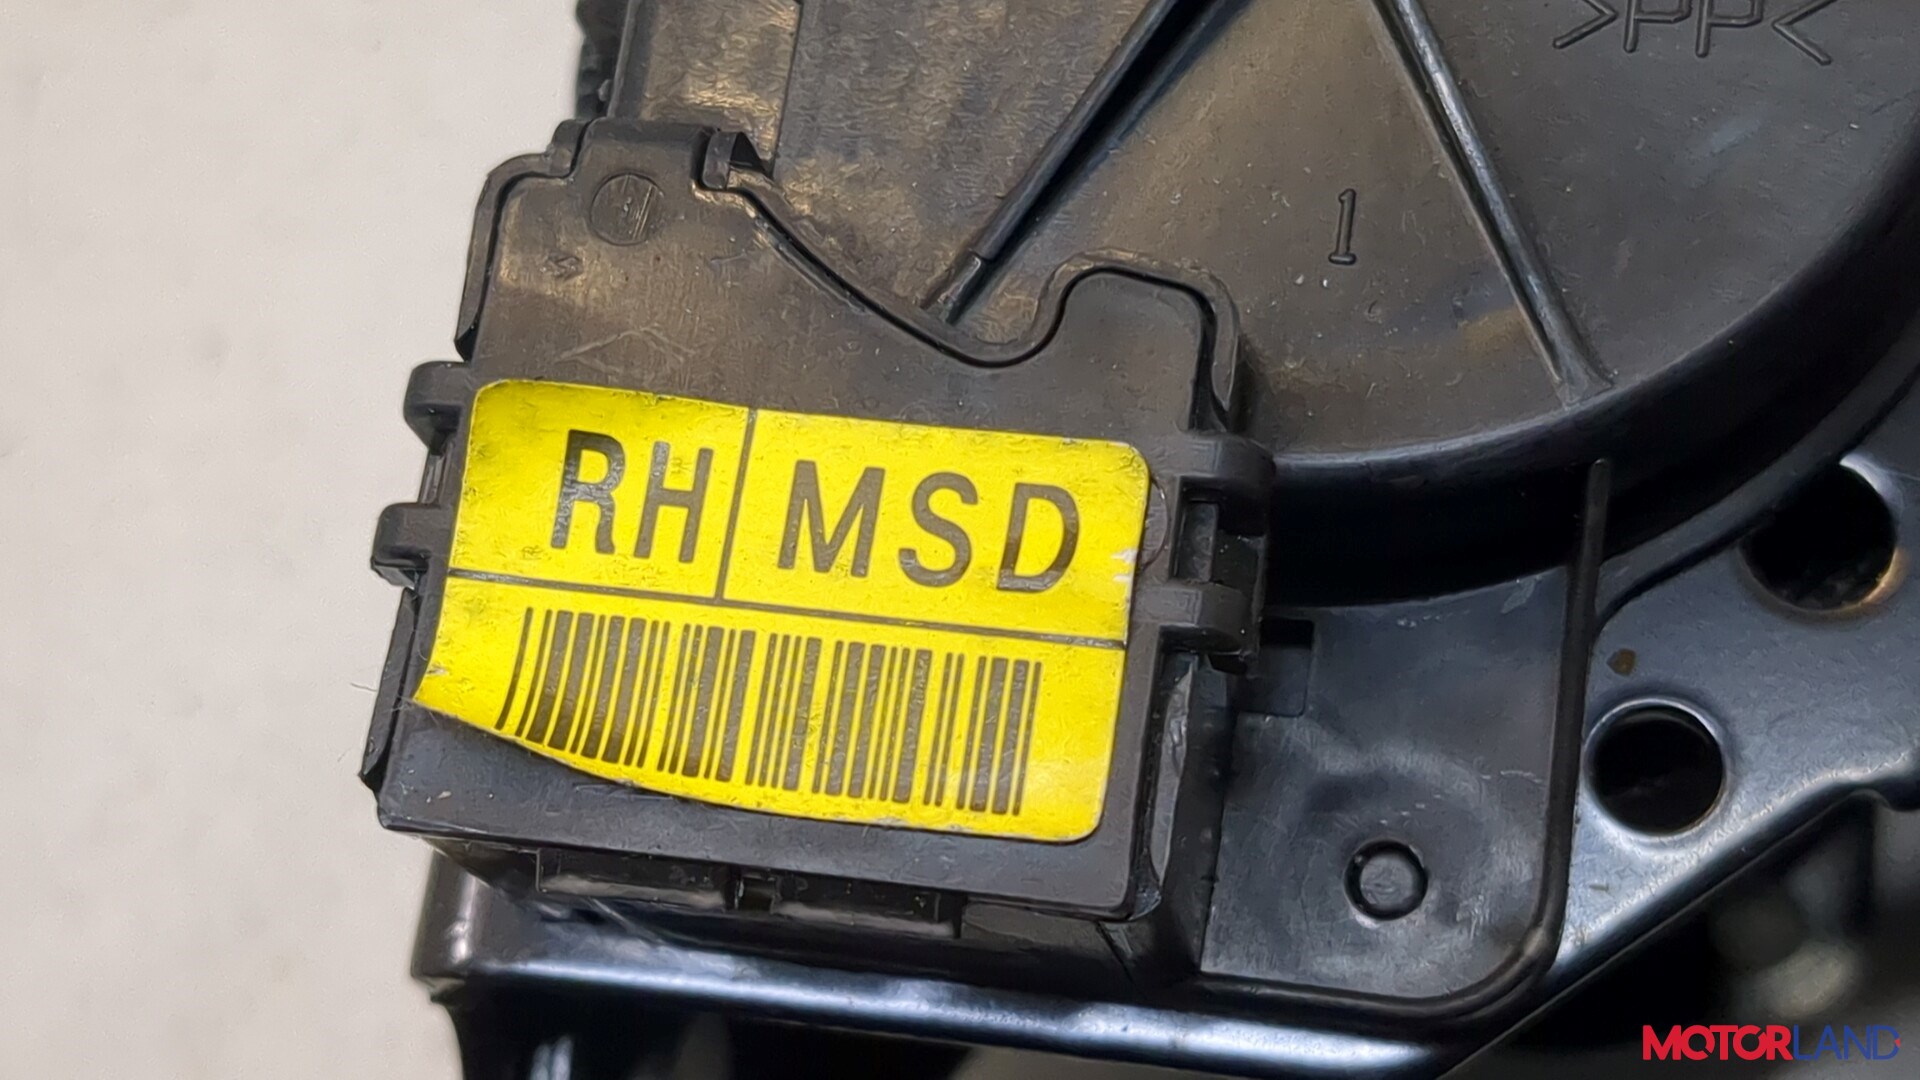 >PP<
1
RH MSD
MOTORLAND